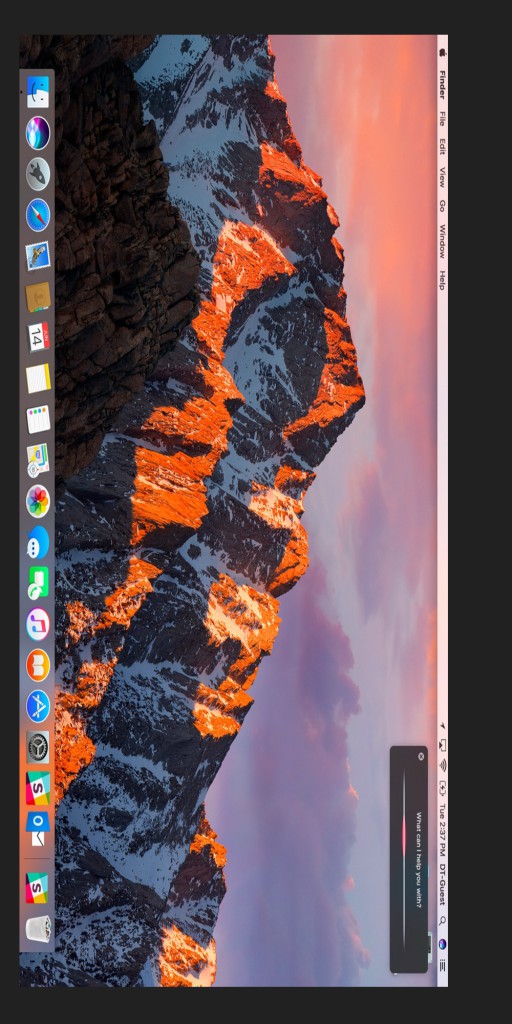 Finder File Edit View Go Window Help
Tue 2:37 PM DT-Guest
What can I help you with?
JUN
14